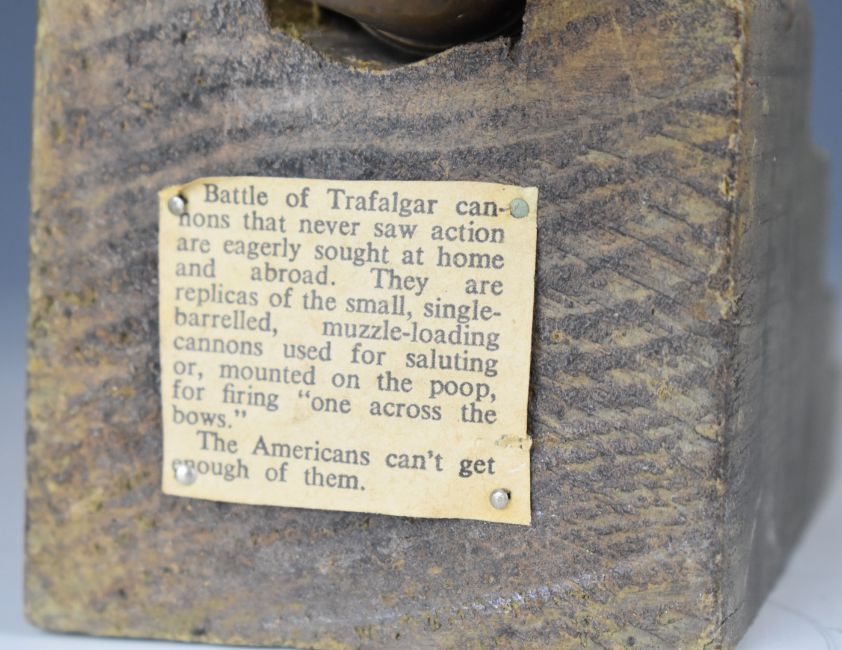 Battle of Trafalgar can-
nons that never saw action
are eagerly sought at home
and abroad. They are
replicas of the small, single-
barrelled, muzzle-loading
cannons used for saluting
or, mounted on the poop,
for firing "one across the
bows."
The Americans can't get
enough of them.